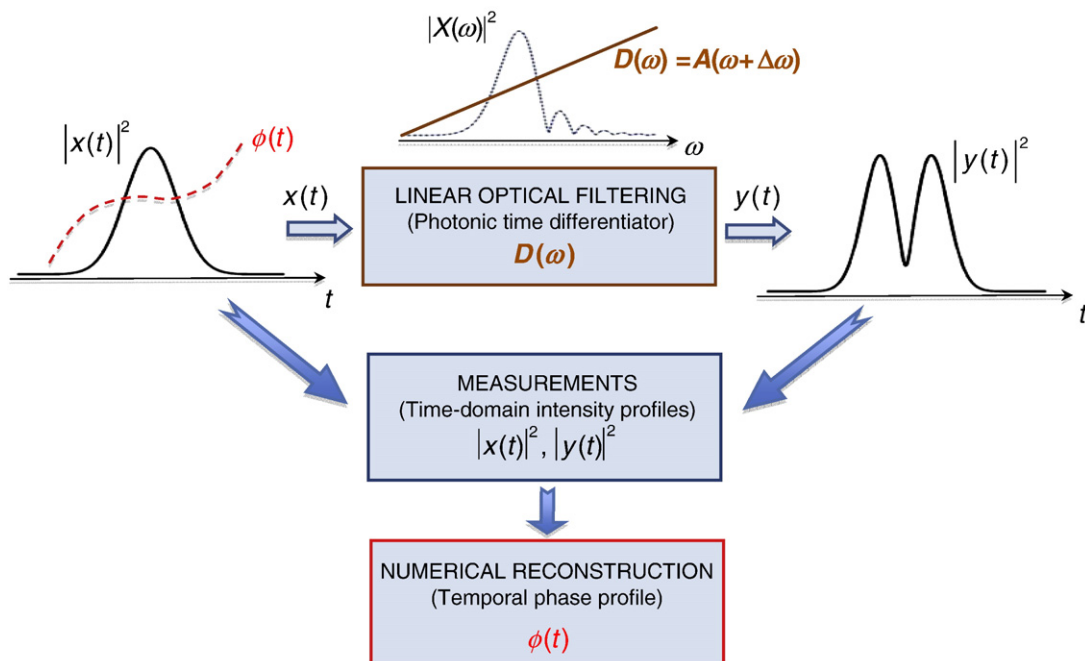 |X(ω)|²
D(ω) = A(ω+ Δω)
ω
|x(t)|²
ϕ(t)
t
x(t)
LINEAR OPTICAL FILTERING
(Photonic time differentiator)
D(ω)
y(t)
|y(t)|²
t
MEASUREMENTS
(Time-domain intensity profiles)
|x(t)|², |y(t)|²
NUMERICAL RECONSTRUCTION
(Temporal phase profile)
ϕ(t)